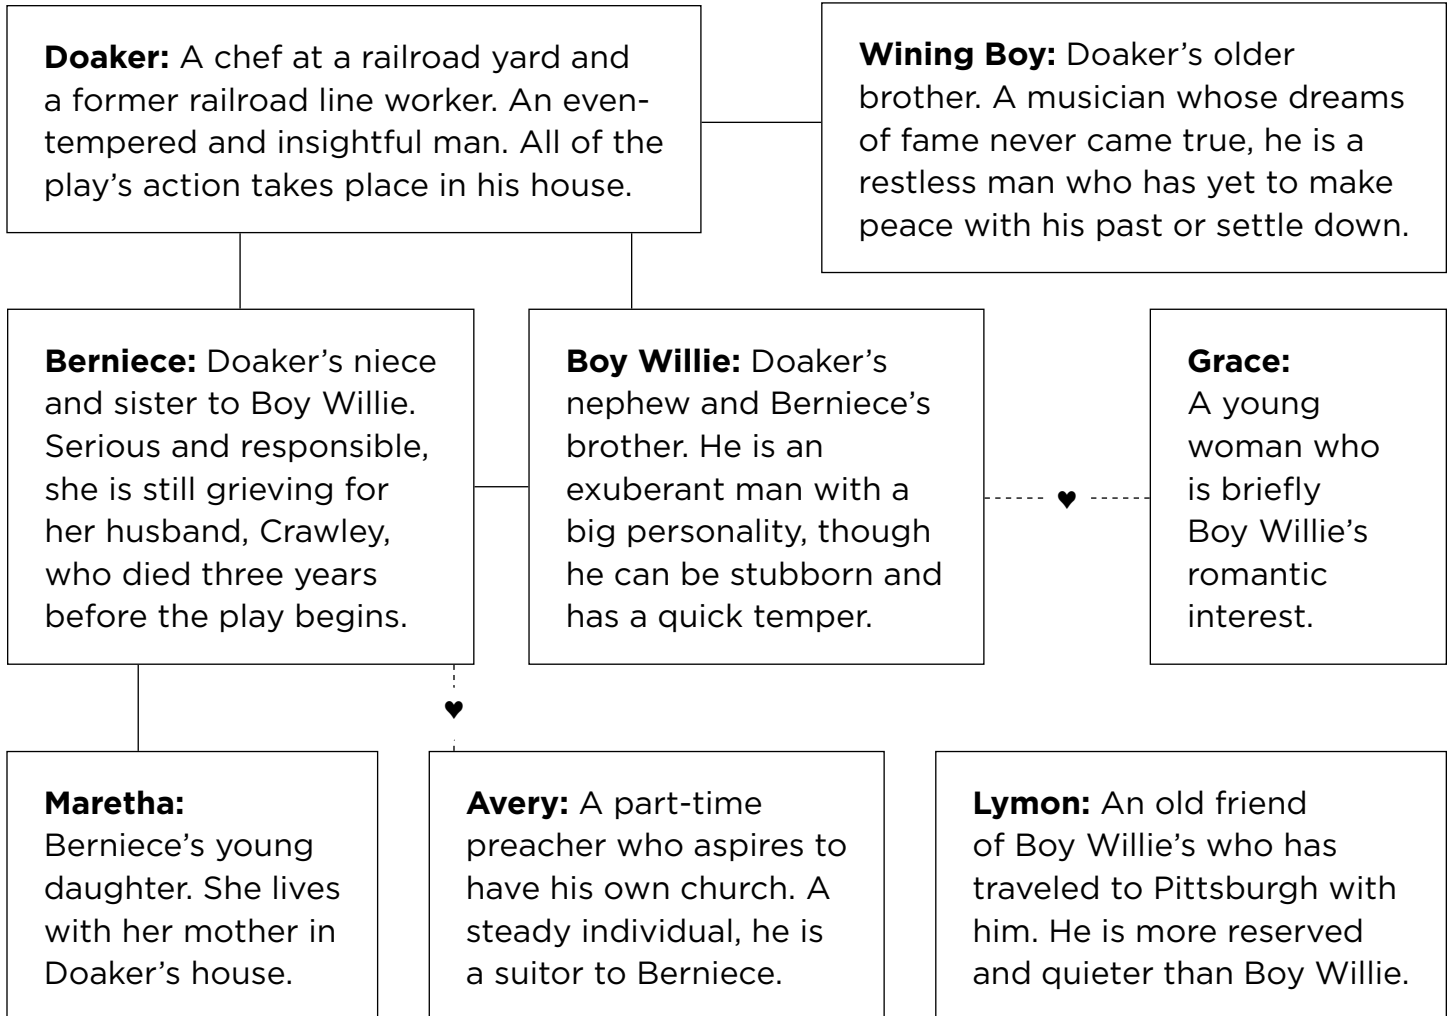 Doaker: A chef at a railroad yard and
a former railroad line worker. An even-
tempered and insightful man. All of the
play’s action takes place in his house.
Wining Boy: Doaker’s older
brother. A musician whose dreams
of fame never came true, he is a
restless man who has yet to make
peace with his past or settle down.
Berniece: Doaker’s niece
and sister to Boy Willie.
Serious and responsible,
she is still grieving for
her husband, Crawley,
who died three years
before the play begins.
Boy Willie: Doaker’s
nephew and Berniece’s
brother. He is an
exuberant man with a
big personality, though
he can be stubborn and
has a quick temper.
Grace:
A young
woman who
is briefly
Boy Willie’s
romantic
interest.
Maretha:
Berniece’s young
daughter. She lives
with her mother in
Doaker’s house.
Avery: A part-time
preacher who aspires to
have his own church. A
steady individual, he is
a suitor to Berniece.
Lymon: An old friend
of Boy Willie’s who has
traveled to Pittsburgh with
him. He is more reserved
and quieter than Boy Willie.